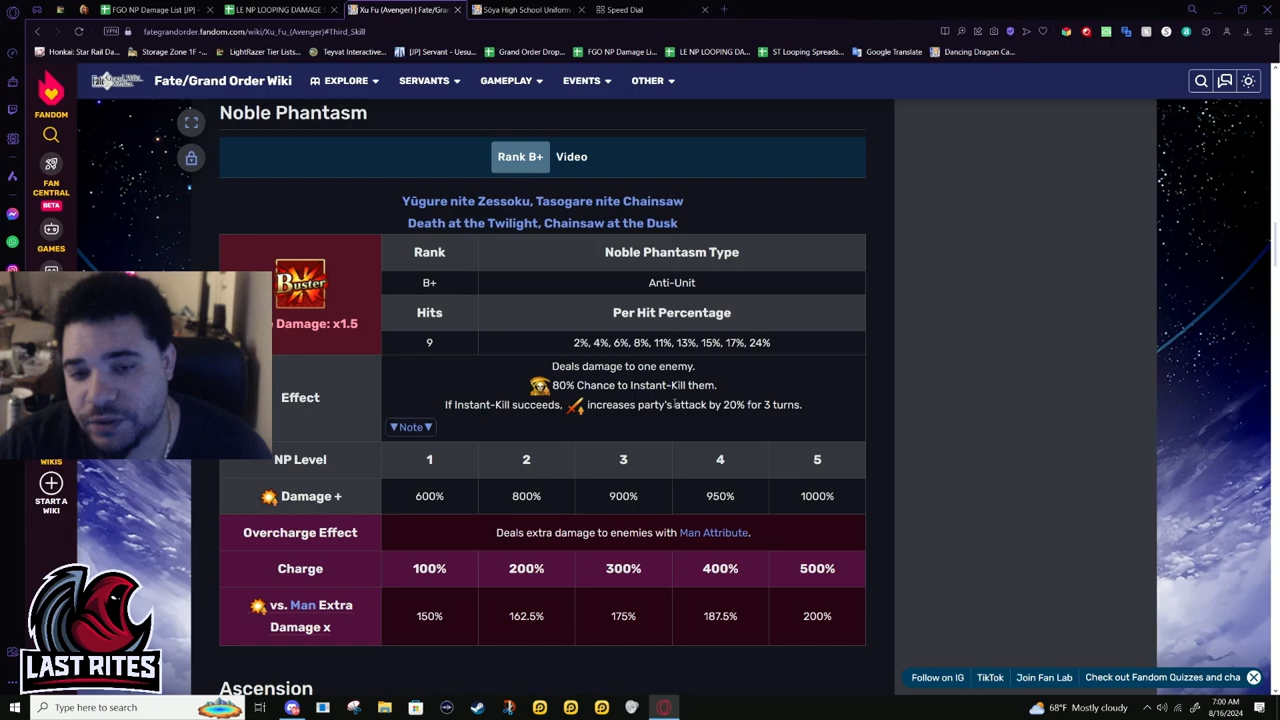 FGO NP Damage List [JP] -
LE NP LOOPING DAMAGE
Xu Fu (Avenger) | Fate/Gra
Sōya High School Uniform
Speed Dial
VPN
fategrandorder.fandom.com/wiki/Xu_Fu_(Avenger)#Third_Skill
Honkai: Star Rail Da...
Storage Zone 1F -...
LightRazer Tier Lists...
Vnitein Interactive...
[JP] Servant - Uesu...
Grand Order Drop...
FGO NP Damage Li...
LE NP LOOPING DA...
ST Looping Spreads...
Google Translate
Dancing Dragon Ca...
Fate/Grand Order Wiki
EXPLORE
SERVANTS
GAMEPLAY
EVENTS
OTHER
FANDOM
FAN
CENTRAL
BETA
GAMES
WIKIS
START A
WIKI
Noble Phantasm
Rank B+
Video
Yūgure nite Zessoku, Tasogare nite Chainsaw
Death at the Twilight, Chainsaw at the Dusk
Buster
Damage: x1.5
Rank
Noble Phantasm Type
B+
Anti-Unit
Hits
Per Hit Percentage
9
2%, 4%, 6%, 8%, 11%, 13%, 15%, 17%, 24%
Effect
Deals damage to one enemy.
80% Chance to Instant-Kill them.
If Instant-Kill succeeds, increases party's attack by 20% for 3 turns.
▼Note▼
NP Level
1
2
3
4
5
Damage +
600%
800%
900%
950%
1000%
Overcharge Effect
Deals extra damage to enemies with Man Attribute.
Charge
100%
200%
300%
400%
500%
vs. Man Extra
Damage x
150%
162.5%
175%
187.5%
200%
Ascension
LAST RITES
Follow on IG
TikTok
Join Fan Lab
Check out Fandom Quizzes and cha
Type here to search
68°F Mostly cloudy
7:00 AM
8/16/2024